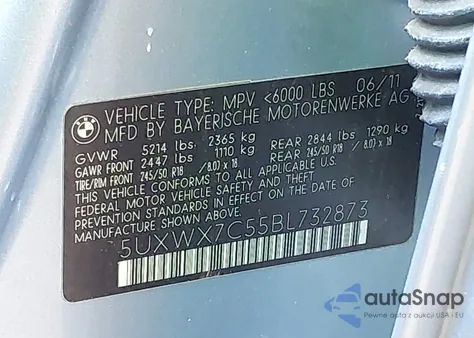 BMW
VEHICLE TYPE: MPV <6000 LBS 06/11
MFD BY BAYERISCHE MOTORENWERKE AG
GVWR 5214 lbs. 2365 kg
GAWR FRONT 2447 lbs 1110 kg REAR 2844 lbs 1290 kg
TIRE/RIM FRONT 245/50 R18 / 8.0J x 18 REAR 245/50 R18 / 8.0J x 18
THIS VEHICLE CONFORMS TO ALL APPLICABLE
FEDERAL MOTOR VEHICLE SAFETY AND THEFT
PREVENTION STANDARDS IN EFFECT ON THE
DATE OF MANUFACTURE SHOWN ABOVE.
5UXWX7C55BL732873
autaSnap
Pewne auta z aukcji USA i EU